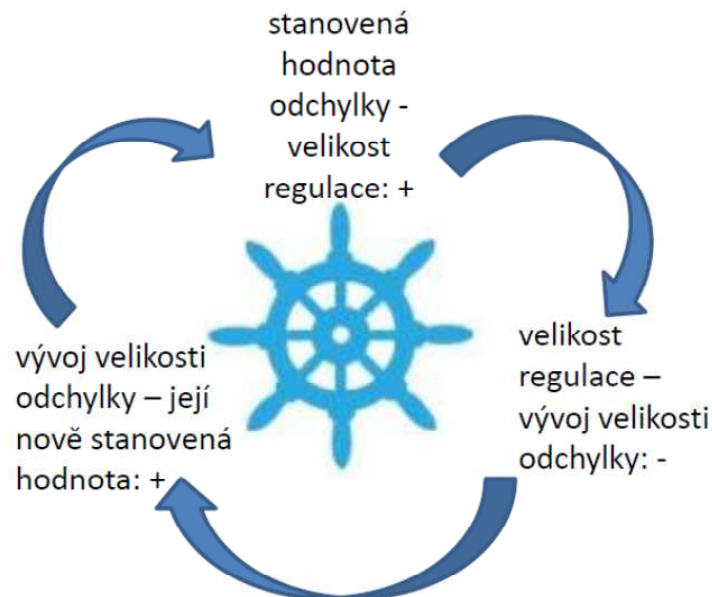 stanovená
hodnota
odchylky -
velikost
regulace: +
velikost
regulace –
vývoj velikosti
odchylky: -
vývoj velikosti
odchylky – její
nově stanovená
hodnota: +